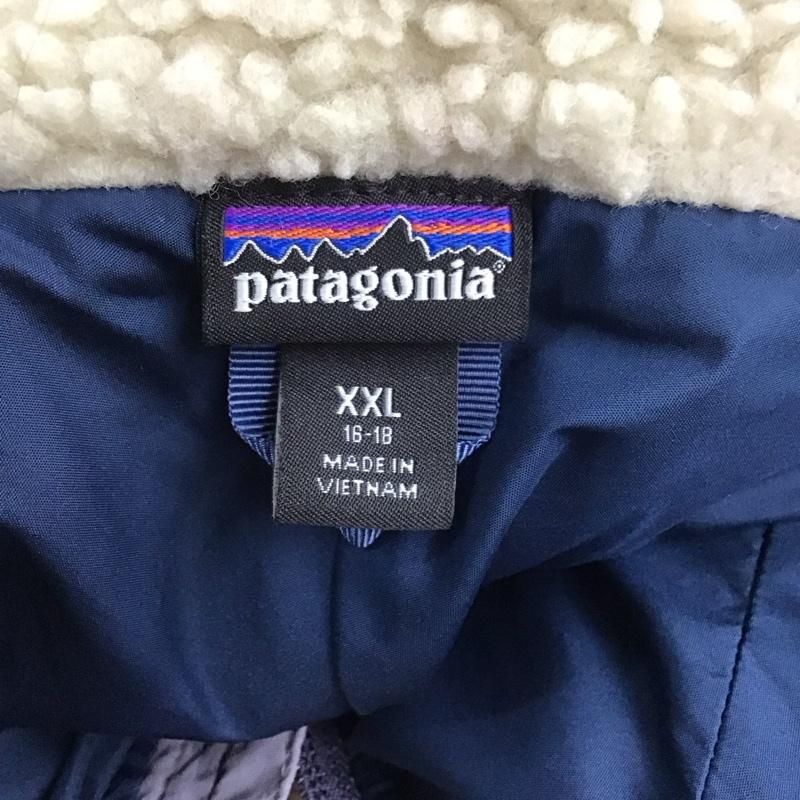 patagonia®
XXL
16-18
MADE IN
VIETNAM